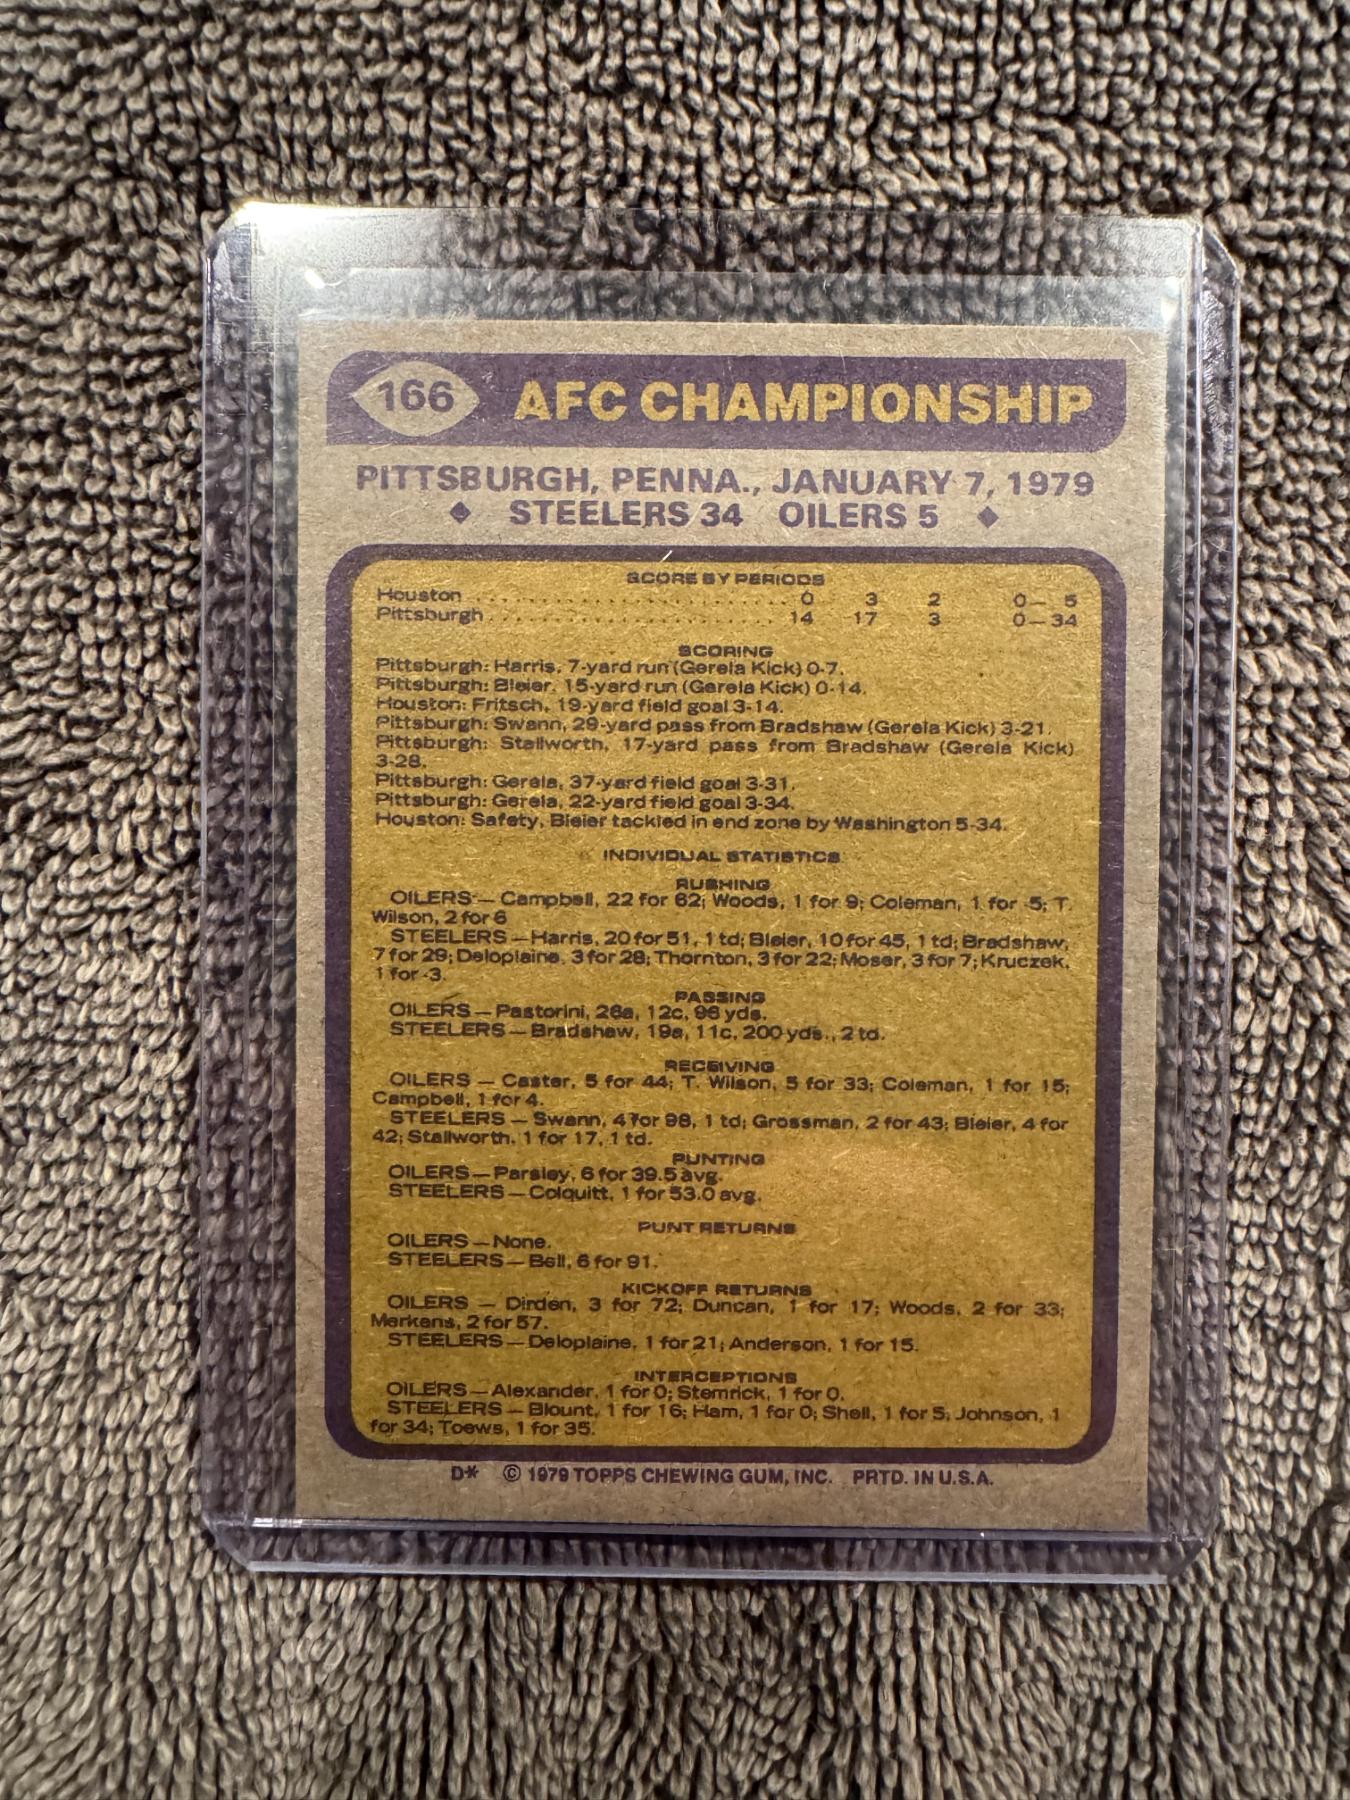 166 AFC CHAMPIONSHIP
PITTSBURGH, PENNA., JANUARY 7, 1979
◆ STEELERS 34 OILERS 5 ◆
SCORE BY PERIODS
Houston . . . . . . . . . . . . . . . . . . . . . . . . . . . . 0 3 2 0— 5
Pittsburgh . . . . . . . . . . . . . . . . . . . . . . . . . . 14 17 3 0—34
SCORING
Pittsburgh: Harris, 7-yard run (Gerela Kick) 0-7.
Pittsburgh: Bleier, 15-yard run (Gerela Kick) 0-14.
Houston: Fritsch, 19-yard field goal 3-14.
Pittsburgh: Swann, 29-yard pass from Bradshaw (Gerela Kick) 3-21.
Pittsburgh: Stallworth, 17-yard pass from Bradshaw (Gerela Kick)
3-28.
Pittsburgh: Gerela, 37-yard field goal 3-31.
Pittsburgh: Gerela, 22-yard field goal 3-34.
Houston: Safety, Bleier tackled in end zone by Washington 5-34.
INDIVIDUAL STATISTICS
RUSHING
OILERS— Campbell, 22 for 62; Woods, 1 for 9; Coleman, 1 for -5; T.
Wilson, 2 for 6
STEELERS—Harris, 20 for 51, 1 td; Bleier, 10 for 45, 1 td; Bradshaw,
7 for 29; Deloplaine, 3 for 28; Thornton, 3 for 22; Moser, 3 for 7; Kruczek,
1 for -3.
PASSING
OILERS—Pastorini, 26a, 12c, 96 yds.
STEELERS—Bradshaw, 19a, 11c, 200 yds., 2 td.
RECEIVING
OILERS — Caster, 5 for 44; T. Wilson, 5 for 33; Coleman, 1 for 15;
Campbell, 1 for 4.
STEELERS—Swann, 4 for 98, 1 td; Grossman, 2 for 43; Bleier, 4 for
42; Stallworth, 1 for 17, 1 td.
PUNTING
OILERS—Parsley, 6 for 39.5 avg.
STEELERS—Colquitt, 1 for 53.0 avg.
PUNT RETURNS
OILERS—None.
STEELERS—Bell, 6 for 91.
KICKOFF RETURNS
OILERS — Dirden, 3 for 72; Duncan, 1 for 17; Woods, 2 for 33;
Merkens, 2 for 57.
STEELERS—Deloplaine, 1 for 21; Anderson, 1 for 15.
INTERCEPTIONS
OILERS—Alexander, 1 for 0; Stemrick, 1 for 0.
STEELERS—Blount, 1 for 16; Ham, 1 for 0; Shell, 1 for 5; Johnson, 1
for 34; Toews, 1 for 35.
D* © 1979 TOPPS CHEWING GUM, INC. PRTD. IN U.S.A.